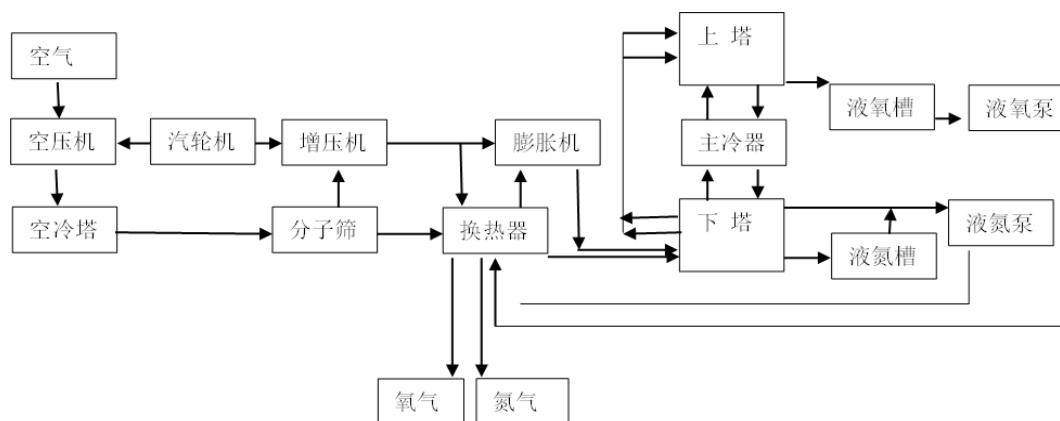 空气
上 塔
液氧槽
液氧泵
空压机
汽轮机
增压机
膨胀机
主冷器
空冷塔
分子筛
换热器
下 塔
液氮槽
液氮泵
氧气
氮气